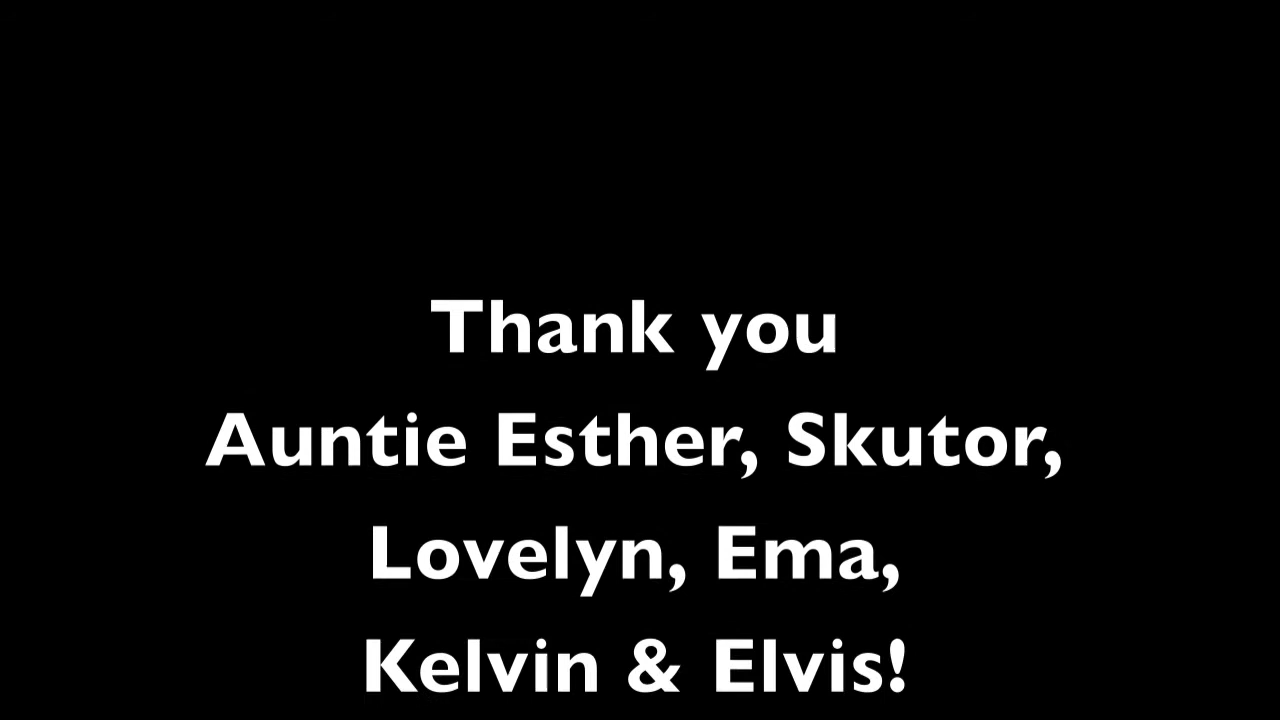 Thank you
Auntie Esther, Skutor,
Lovelyn, Ema,
Kelvin & Elvis!